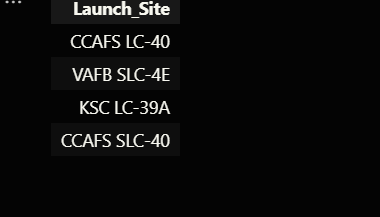 Launch_Site
CCAFS LC-40
VAFB SLC-4E
KSC LC-39A
CCAFS SLC-40